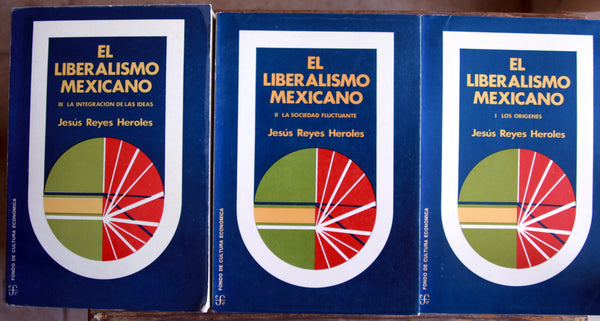 EL
LIBERALISMO
MEXICANO
III LA INTEGRACION DE LAS IDEAS
Jesús Reyes Heroles
FONDO DE CULTURA ECONOMICA
EL
LIBERALISMO
MEXICANO
II LA SOCIEDAD FLUCTUANTE
Jesús Reyes Heroles
FONDO DE CULTURA ECONOMICA
EL
LIBERALISMO
MEXICANO
I LOS ORIGENES
Jesús Reyes Heroles
FONDO DE CULTURA ECONOMICA